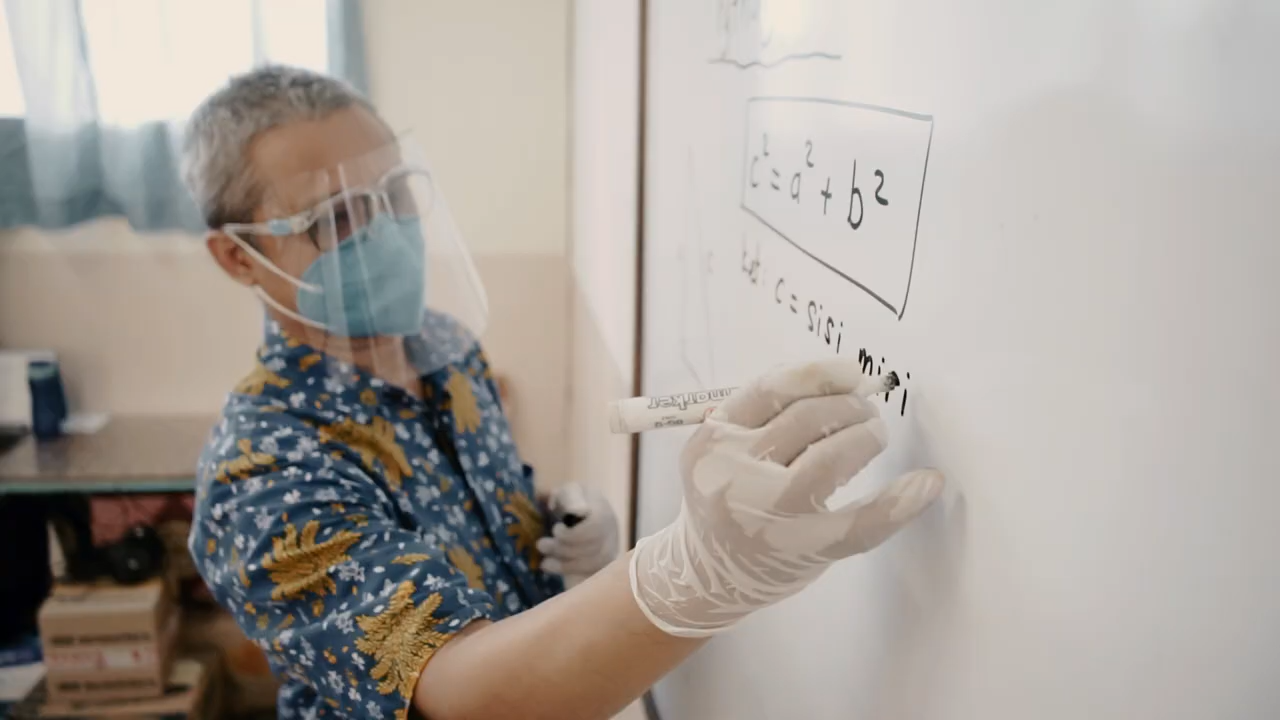 c² = a² + b²
ket: c = sisi miri
marker